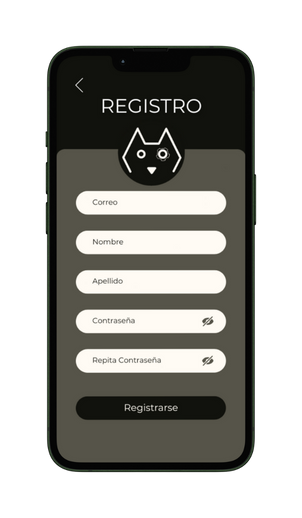 REGISTRO
Correo
Nombre
Apellido
Contraseña
Repita Contraseña
Registrarse